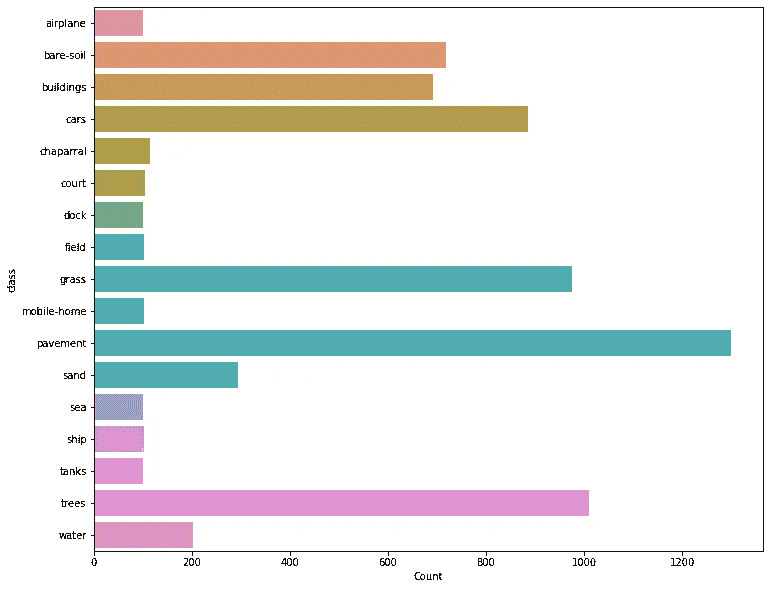 airplane
bare-soil
buildings
cars
chaparral
court
dock
field
grass
mobile-home
pavement
sand
sea
ship
tanks
trees
water
class
0 200 400 600 800 1000 1200
Count